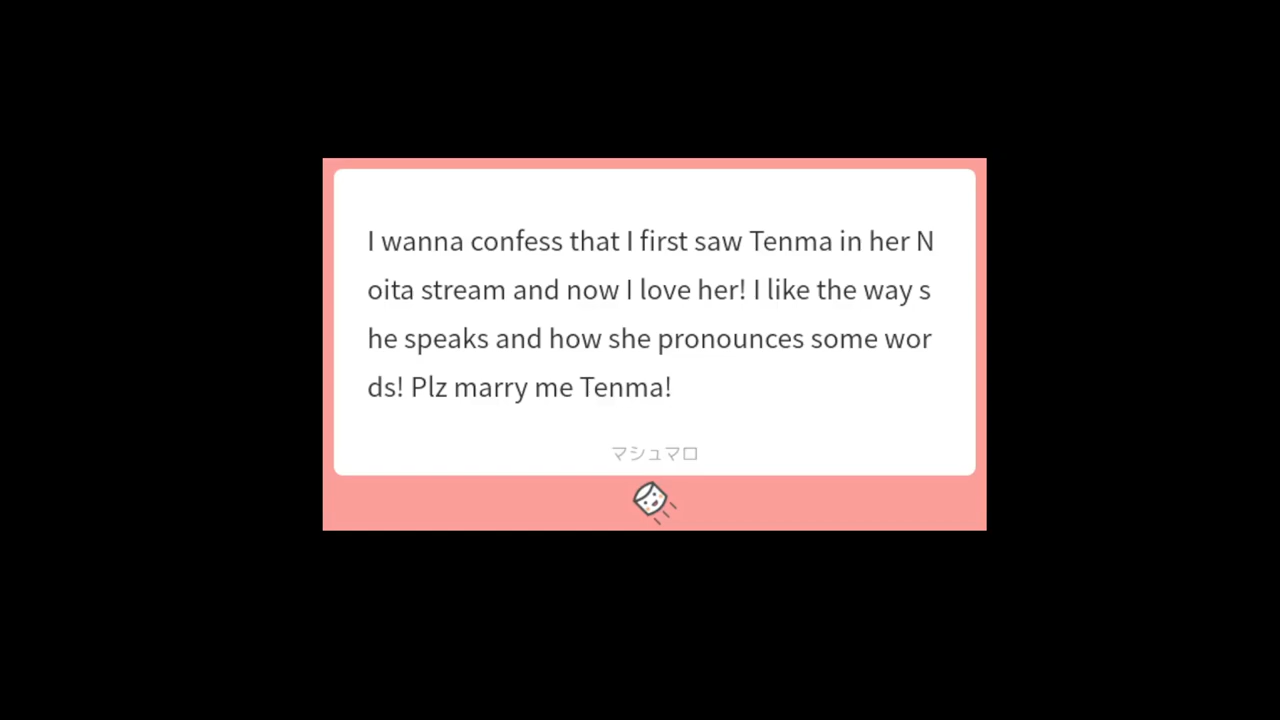 I wanna confess that I first saw Tenma in her N
oita stream and now I love her! I like the way s
he speaks and how she pronounces some wor
ds! Plz marry me Tenma!
マシュマロ